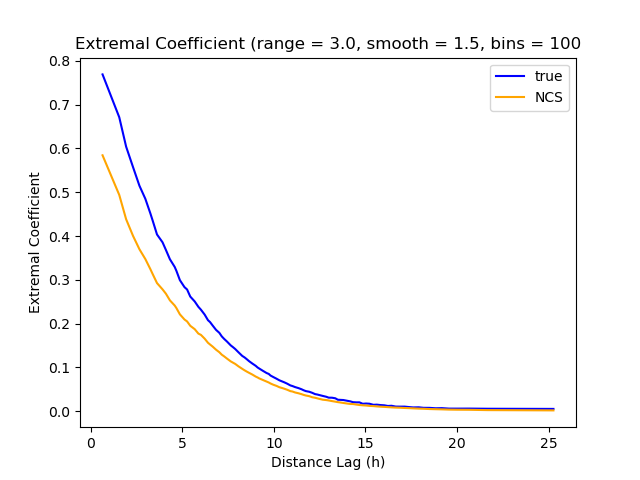 Extremal Coefficient (range = 3.0, smooth = 1.5, bins = 100
true
NCS
Extremal Coefficient
0.8
0.7
0.6
0.5
0.4
0.3
0.2
0.1
0.0
0 5 10 15 20 25
Distance Lag (h)